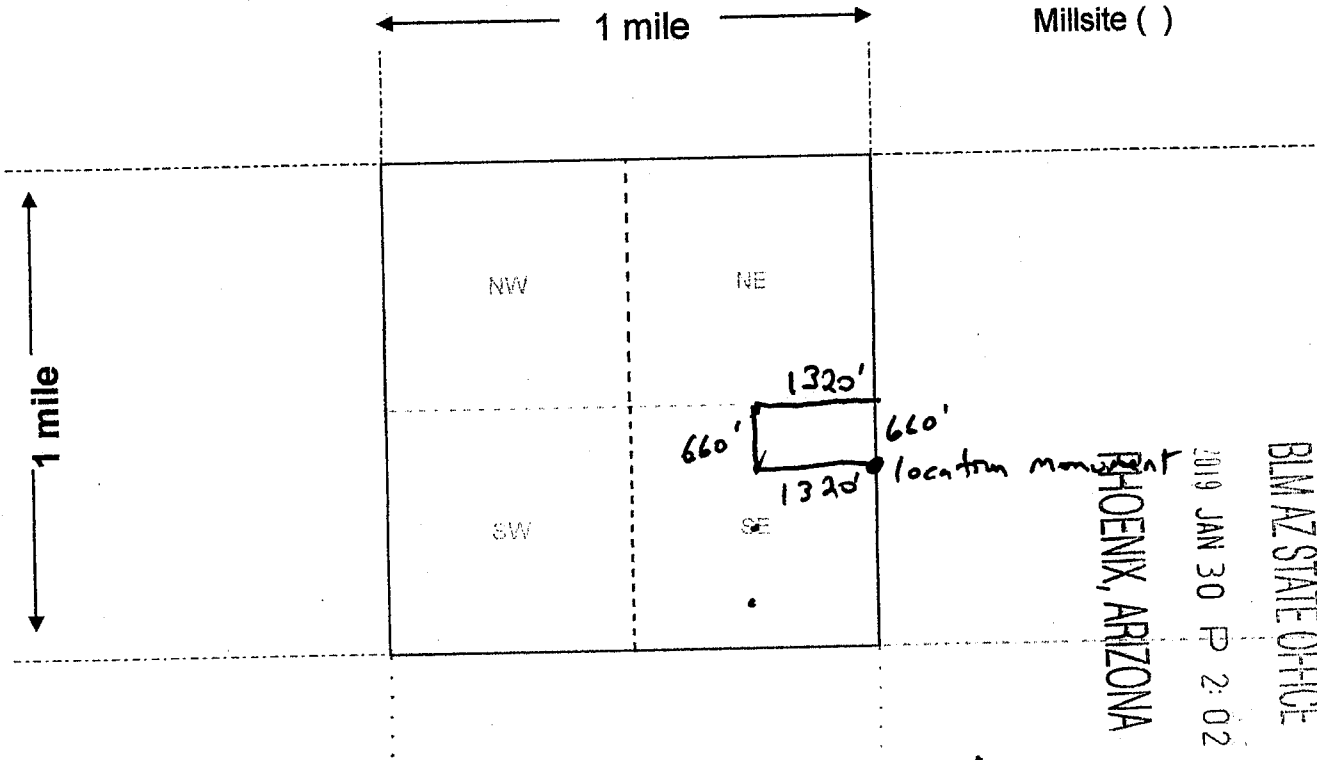 1 mile
Millsite ( )
NW
NE
1 mile
1320'
660'
660'
location monument
1320'
SW
SE
BLM AZ STATE OFFICE
2019 JAN 30 P 2:02
PHOENIX, ARIZONA